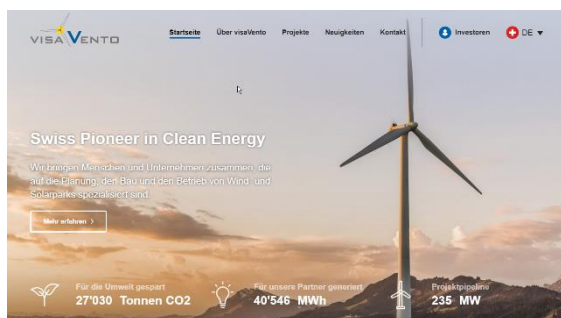 VISAVENTO
Startseite Über visaVento Projekte Neuigkeiten Kontakt Investoren DE
Swiss Pioneer in Clean Energy
Wir bringen Menschen und Unternehmen zusammen, die
auf die Planung, den Bau und den Betrieb von Wind- und
Solarparks spezialisiert sind.
Mehr erfahren >
Für die Umwelt gespart
27'030 Tonnen CO2
Für unsere Partner generiert
40'546 MWh
Projektpipeline
235 MW